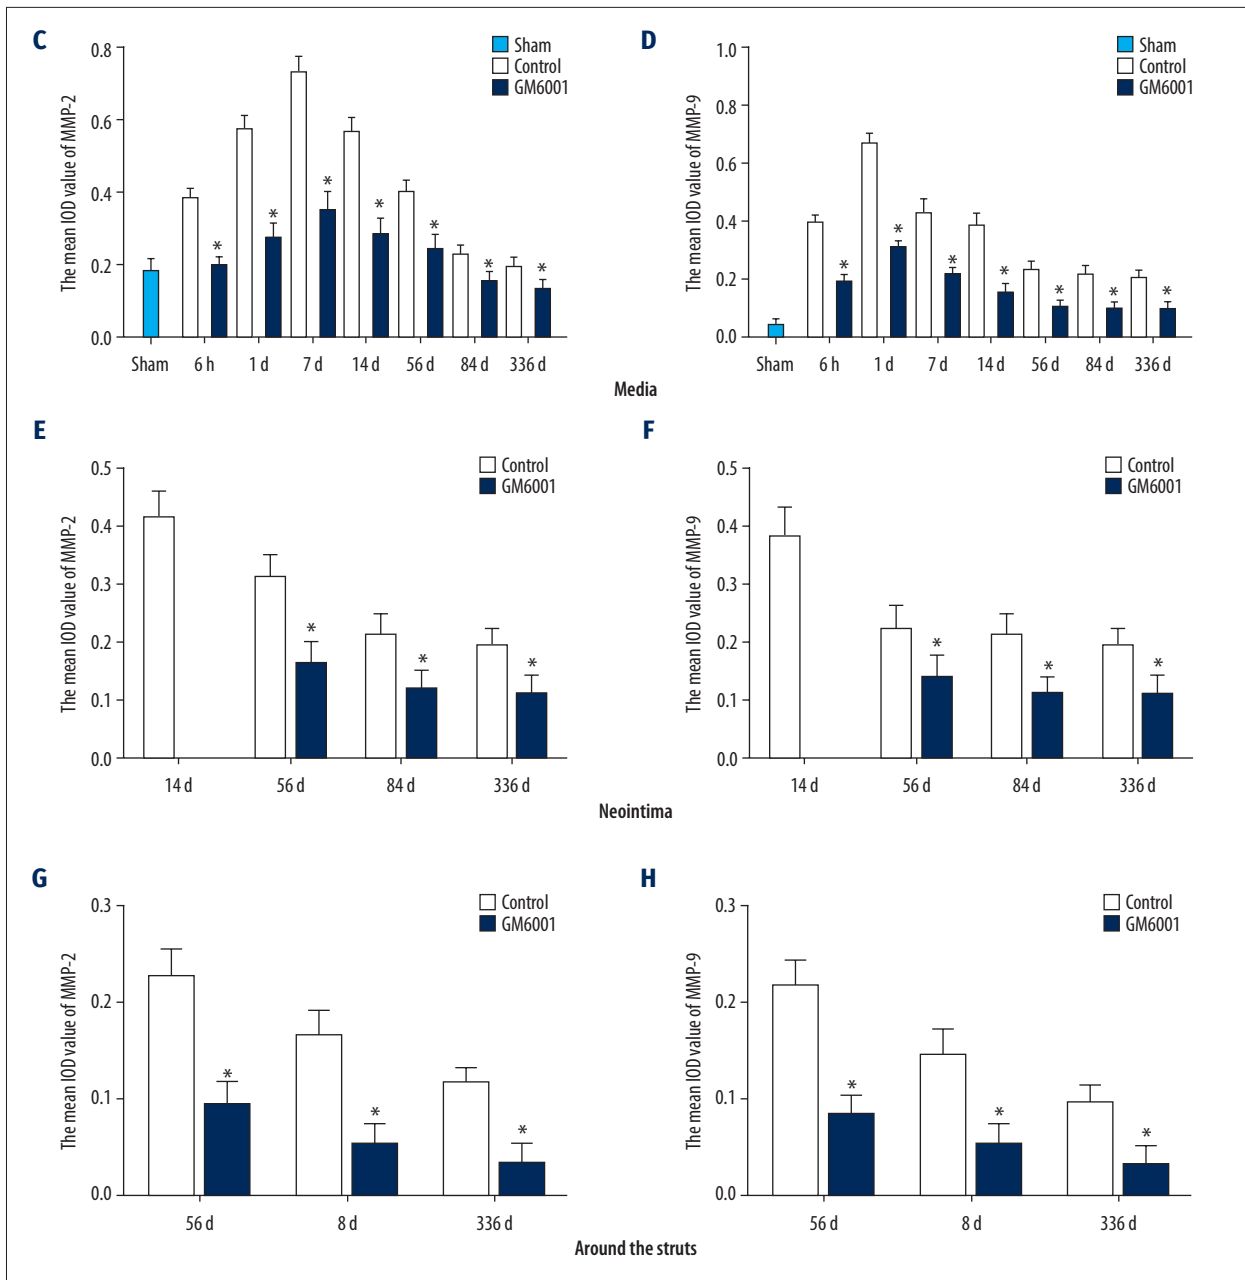 C
Sham
Control
GM6001
The mean IOD value of MMP-2
0.8
0.6
0.4
0.2
0.0
* * * * * * *
Sham 6 h 1 d 7 d 14 d 56 d 84 d 336 d
D
Sham
Control
GM6001
The mean IOD value of MMP-9
1.0
0.8
0.6
0.4
0.2
0.0
* * * * * * *
Sham 6 h 1 d 7 d 14 d 56 d 84 d 336 d
Media
E
Control
GM6001
The mean IOD value of MMP-2
0.5
0.4
0.3
0.2
0.1
0.0
* * *
14 d 56 d 84 d 336 d
F
Control
GM6001
The mean IOD value of MMP-9
0.5
0.4
0.3
0.2
0.1
0.0
* * *
14 d 56 d 84 d 336 d
Neointima
G
Control
GM6001
The mean IOD value of MMP-2
0.3
0.2
0.1
0.0
* * *
56 d 8 d 336 d
H
Control
GM6001
The mean IOD value of MMP-9
0.3
0.2
0.1
0.0
* * *
56 d 8 d 336 d
Around the struts